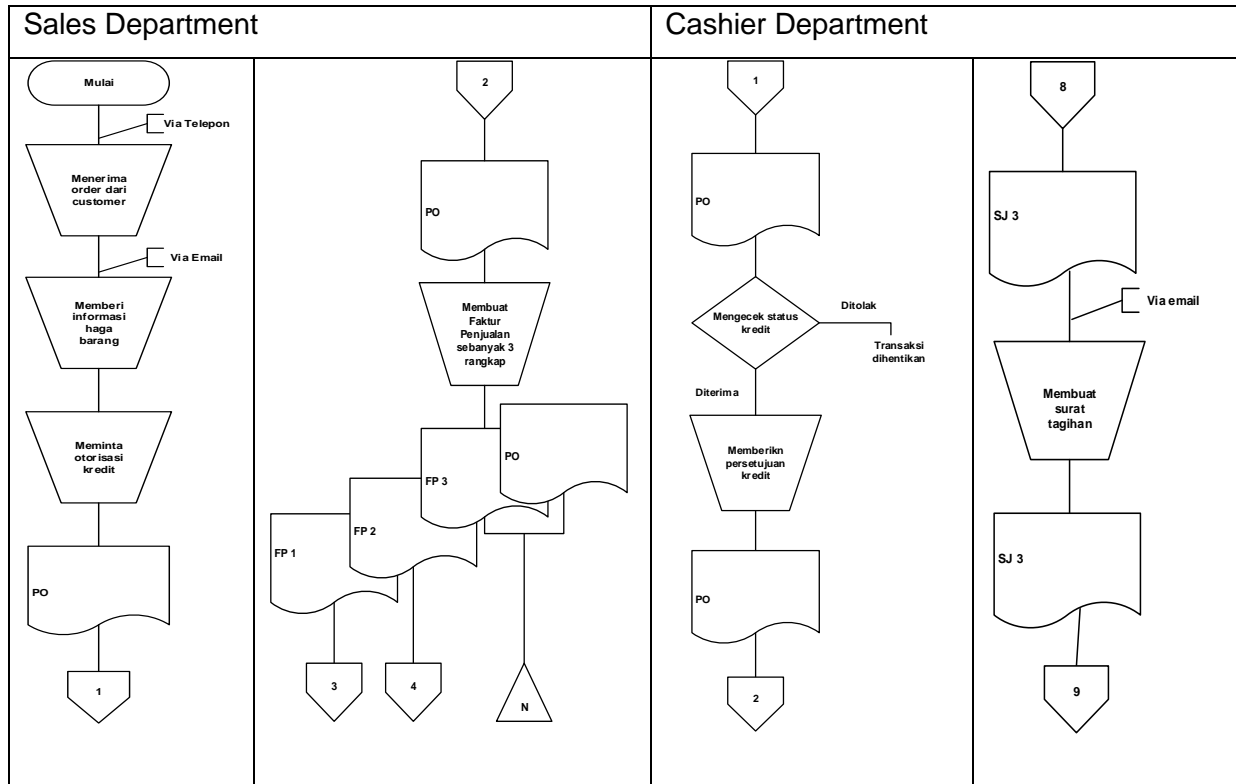 Sales Department
Cashier Department
Mulai
Via Telepon
Menerima
order dari
customer
Via Email
Memberi
informasi
haga
barang
Meminta
otorisasi
kredit
PO
1
2
PO
Membuat
Faktur
Penjualan
sebanyak 3
rangkap
PO
FP 3
FP 2
FP 1
3
4
N
1
PO
Mengecek status
kredit
Ditolak
Transaksi
dihentikan
Diterima
Memberikn
persetujuan
kredit
PO
2
8
SJ 3
Via email
Membuat
surat
tagihan
SJ 3
9